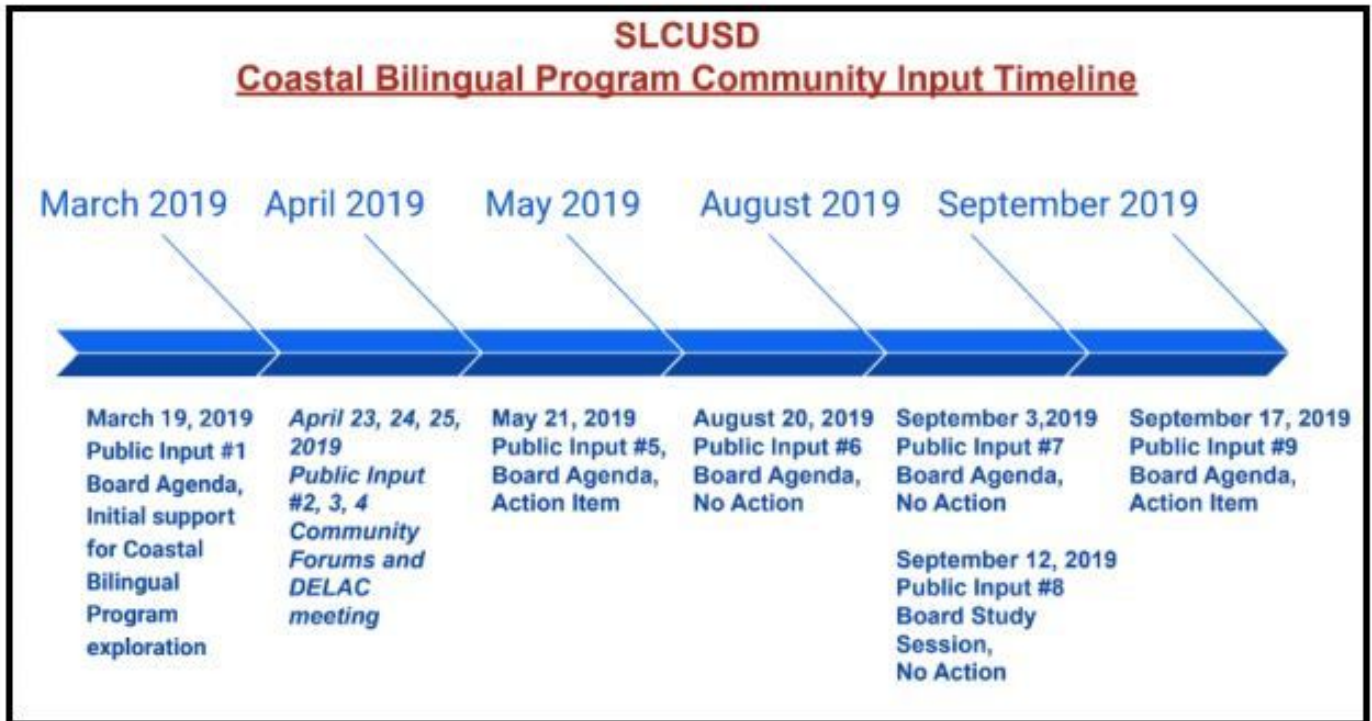 SLCUSD
Coastal Bilingual Program Community Input Timeline
March 2019
April 2019
May 2019
August 2019
September 2019
March 19, 2019
Public Input #1
Board Agenda,
Initial support
for Coastal
Bilingual
Program
exploration
April 23, 24, 25,
2019
Public Input
#2, 3, 4
Community
Forums and
DELAC
meeting
May 21, 2019
Public Input #5,
Board Agenda,
Action Item
August 20, 2019
Public Input #6
Board Agenda,
No Action
September 3,2019
Public Input #7
Board Agenda,
No Action
September 12, 2019
Public Input #8
Board Study
Session,
No Action
September 17, 2019
Public Input #9
Board Agenda,
Action Item